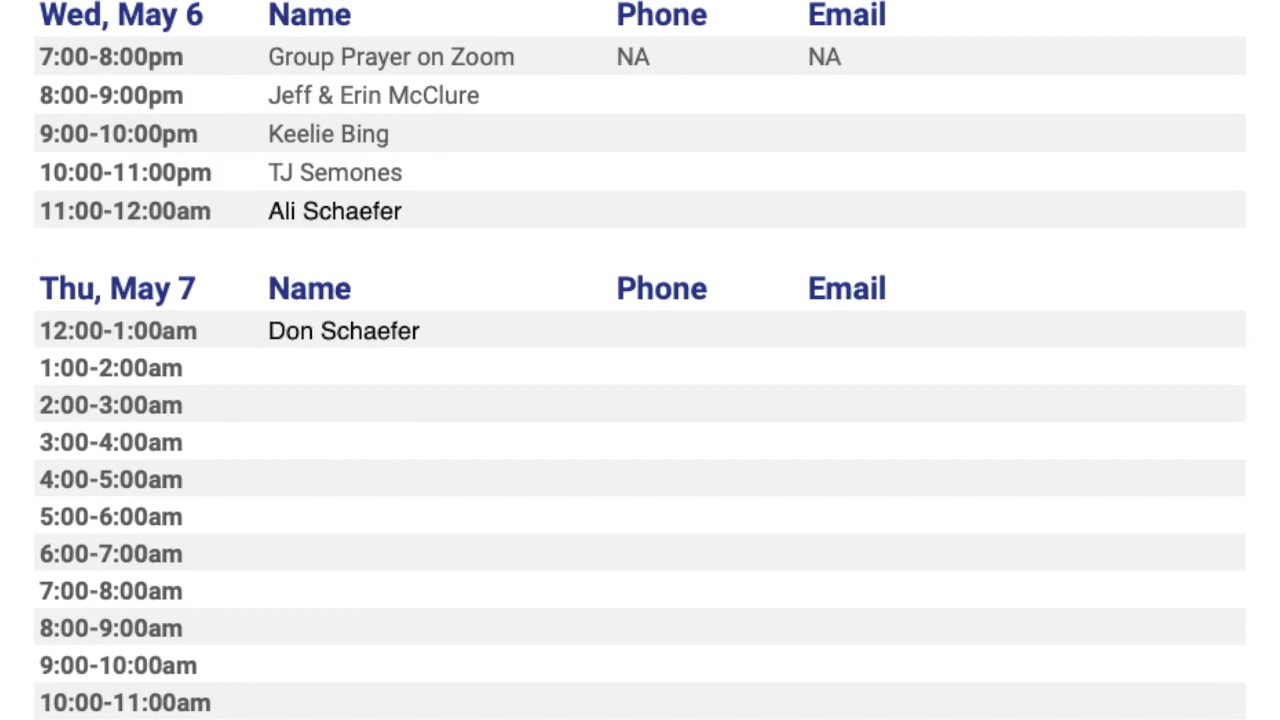 Wed, May 6 Name Phone Email
7:00-8:00pm Group Prayer on Zoom NA NA
8:00-9:00pm Jeff & Erin McClure
9:00-10:00pm Keelie Bing
10:00-11:00pm TJ Semones
11:00-12:00am Ali Schaefer
Thu, May 7 Name Phone Email
12:00-1:00am Don Schaefer
1:00-2:00am
2:00-3:00am
3:00-4:00am
4:00-5:00am
5:00-6:00am
6:00-7:00am
7:00-8:00am
8:00-9:00am
9:00-10:00am
10:00-11:00am